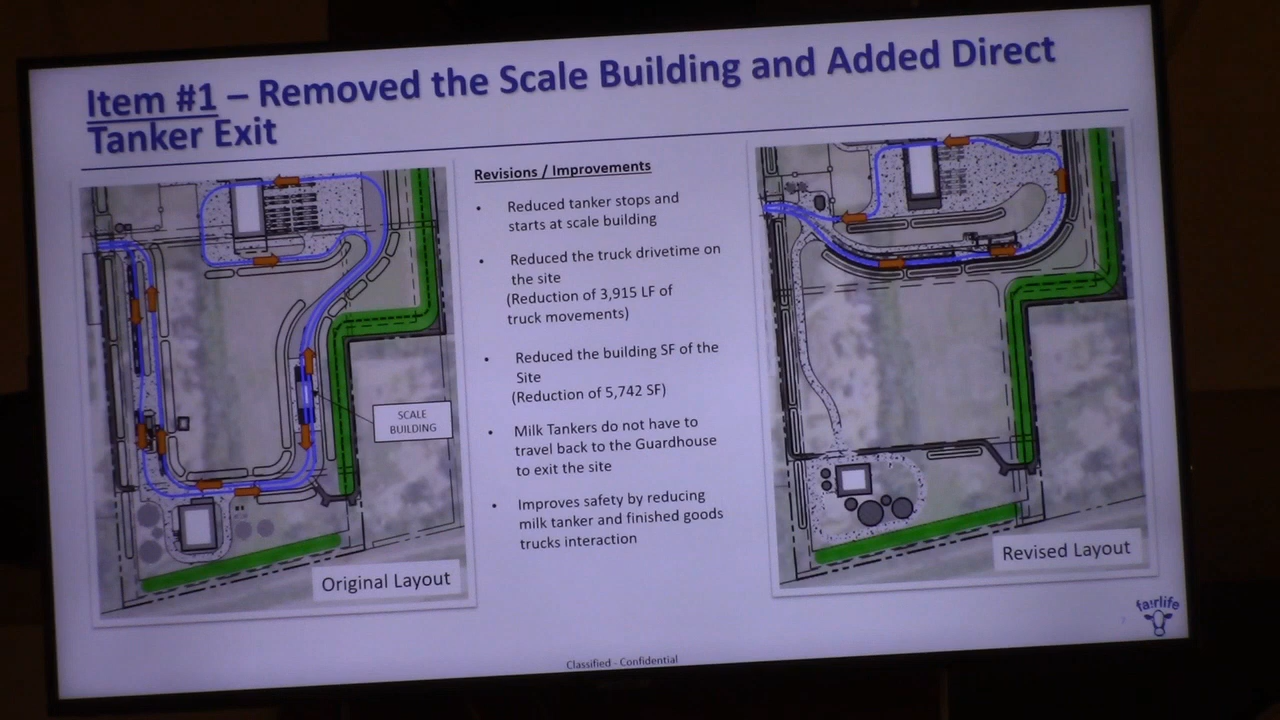 Item #1 – Removed the Scale Building and Added Direct
Tanker Exit
Revisions / Improvements
• Reduced tanker stops and
starts at scale building
• Reduced the truck drivetime on
the site
(Reduction of 3,915 LF of
truck movements)
• Reduced the building SF of the
Site
(Reduction of 5,742 SF)
• Milk Tankers do not have to
travel back to the Guardhouse
to exit the site
• Improves safety by reducing
milk tanker and finished goods
trucks interaction
SCALE
BUILDING
Original Layout
Revised Layout
fa!rlife
7
Classified - Confidential